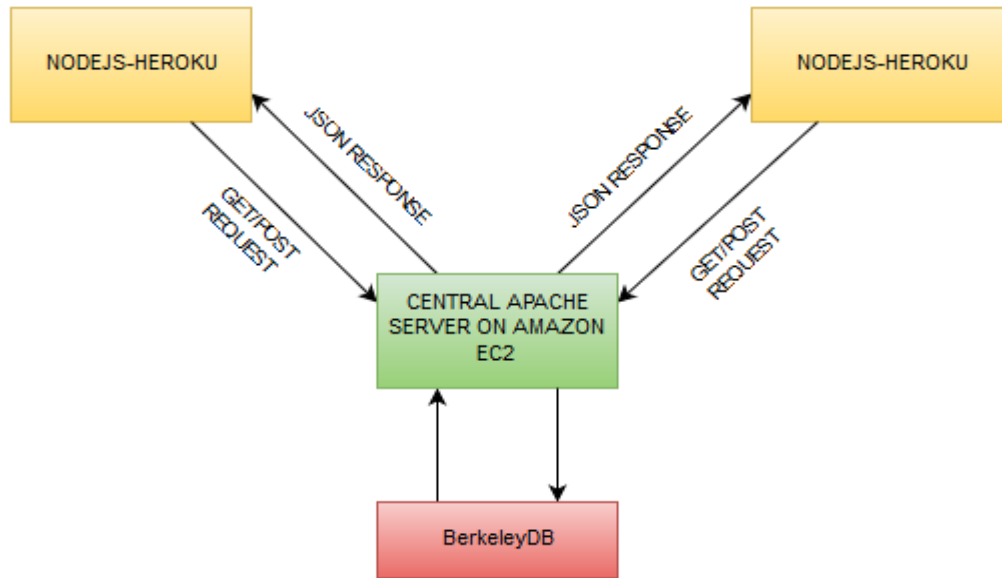 NODEJS-HEROKU
NODEJS-HEROKU
JSON RESPONSE
JSON RESPONSE
GET/POST
REQUEST
GET/POST
REQUEST
CENTRAL APACHE
SERVER ON AMAZON
EC2
BerkeleyDB